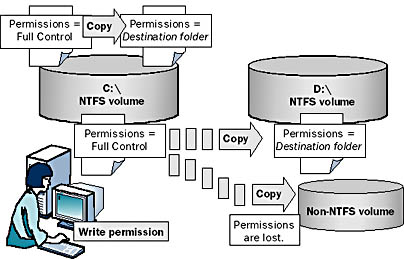 Permissions =
Full Control
Copy
Permissions =
Destination folder
C:\
NTFS volume
D:\
NTFS volume
Permissions =
Full Control
Copy
Permissions =
Destination folder
Copy
Write permission
Permissions
are lost.
Non-NTFS volume